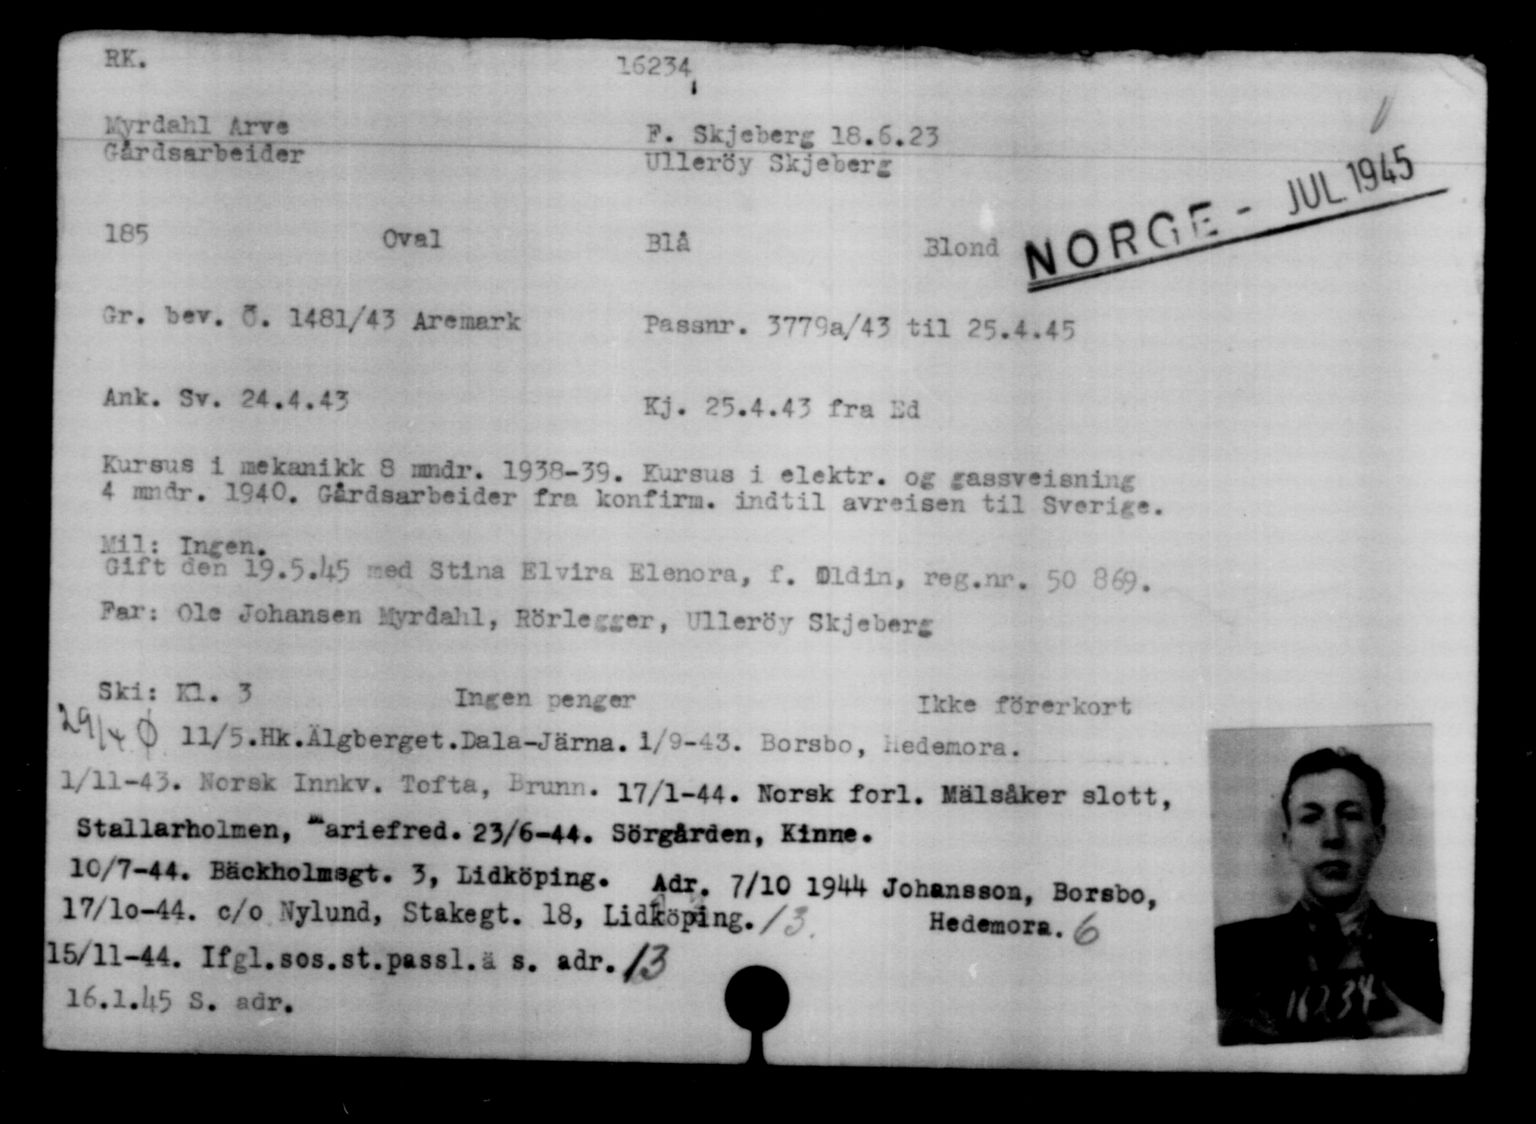 RK.
16234
Myrdahl Arve
F. Skjeberg 18.6.23
Gårdsarbeider
Ulleröy Skjeberg
NORGE - JUL 1945
185 Oval Blå Blond
Gr. bev. Ö. 1481/43 Aremark
Passnr. 3779a/43 til 25.4.45
Ank. Sv. 24.4.43
Kj. 25.4.43 fra Ed
Kursus i mekanikk 8 mndr. 1938-39. Kursus i elektr. og gassveisning
4 mndr. 1940. Gårdsarbeider fra konfirm. indtil avreisen til Sverige.
Mil: Ingen.
Gift den 19.5.45 med Stina Elvira Elenora, f. Oldin, reg.nr. 50 869.
Far: Ole Johansen Myrdahl, Rörlegger, Ulleröy Skjeberg
Ski: Kl. 3 Ingen penger Ikke förerkort
29/4 Ø 11/5.Hk.Älgberget.Dala-Järna. 1/9-43. Borsbo, Hedemora.
1/11-43. Norsk Innkv. Tofta, Brunn. 17/1-44. Norsk forl. Mälsåker slott,
Stallarholmen, Mariefred. 23/6-44. Sörgården, Kinne.
10/7-44. Bäckholmsgt. 3, Lidköping. Adr. 7/10 1944 Johansson, Borsbo,
17/10-44. c/o Nylund, Stakegt. 18, Lidköping. 13. Hedemora. 6
15/11-44. Ifgl.sos.st.passl.ä s. adr. 13
16.1.45 S. adr.
16234